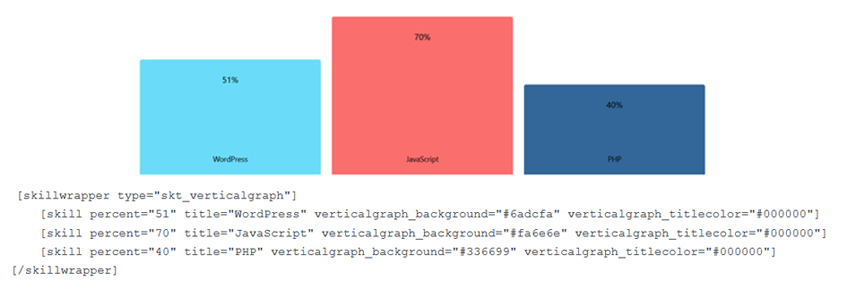 70%
51%
40%
WordPress
JavaScript
PHP
[skillwrapper type="skt_verticalgraph"]
[skill percent="51" title="WordPress" verticalgraph_background="#6adcfa" verticalgraph_titlecolor="#000000"]
[skill percent="70" title="JavaScript" verticalgraph_background="#fa6e6e" verticalgraph_titlecolor="#000000"]
[skill percent="40" title="PHP" verticalgraph_background="#336699" verticalgraph_titlecolor="#000000"]
[/skillwrapper]